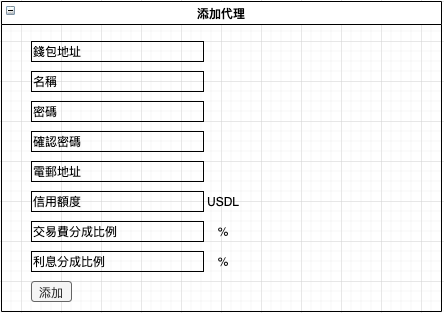 添加代理
錢包地址
名稱
密碼
確認密碼
電郵地址
信用額度 USDL
交易費分成比例 %
利息分成比例 %
添加